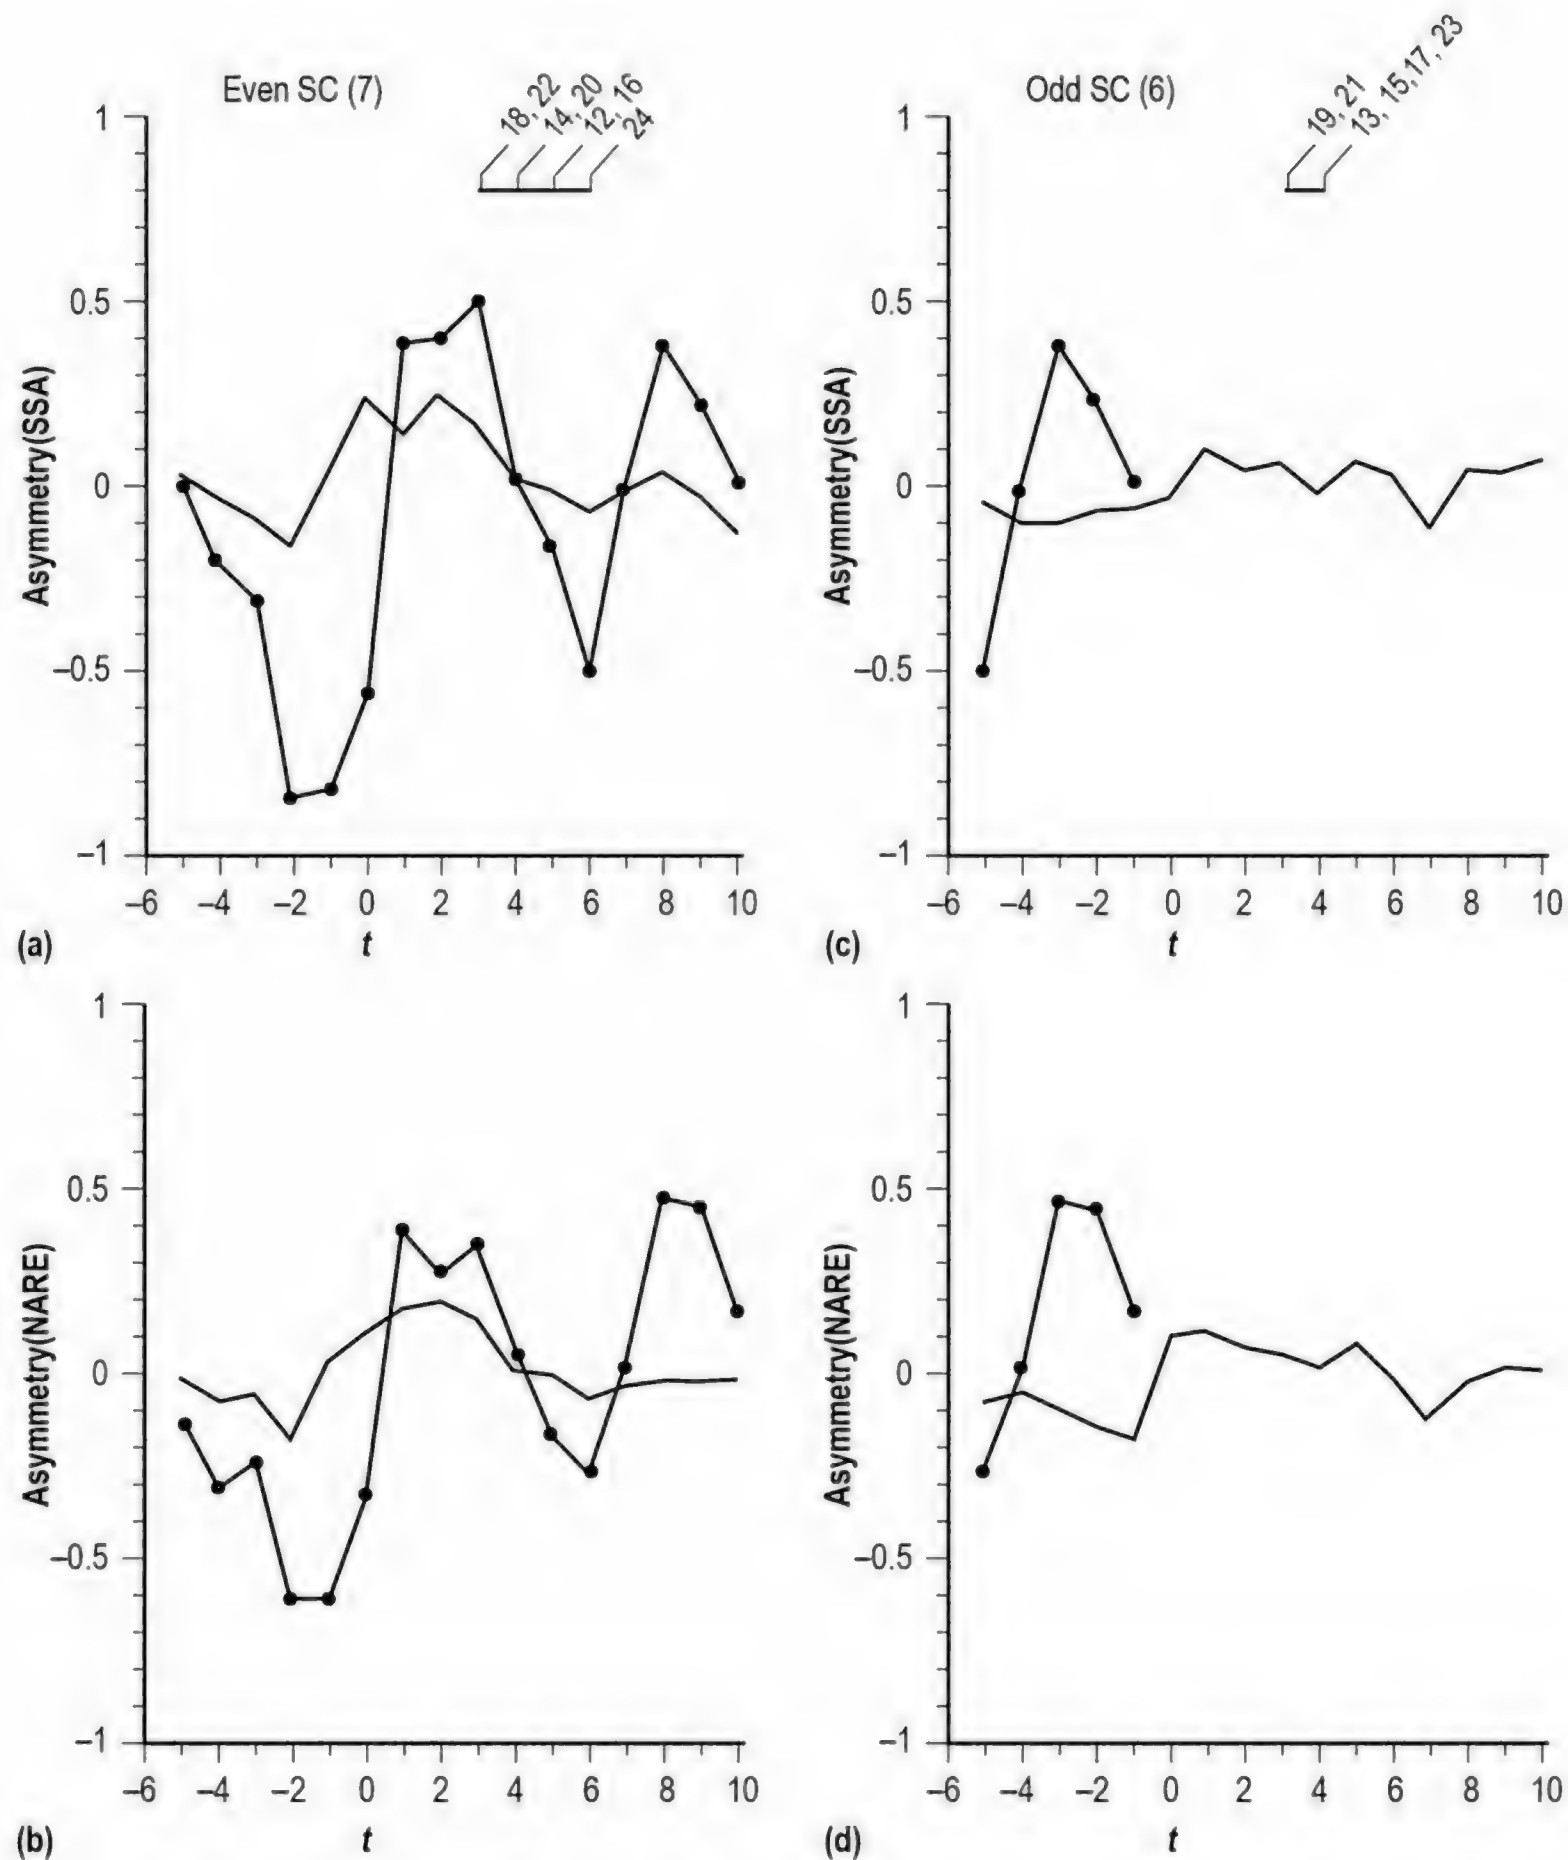 Even SC (7)
18, 22
14, 20
12, 16
24
1
0.5
0
–0.5
–1
Asymmetry(SSA)
–6 –4 –2 0 2 4 6 8 10
t
(a)
Odd SC (6)
19, 21
13, 15,17, 23
1
0.5
0
–0.5
–1
Asymmetry(SSA)
–6 –4 –2 0 2 4 6 8 10
t
(c)
1
0.5
0
–0.5
–1
Asymmetry(NARE)
–6 –4 –2 0 2 4 6 8 10
t
(b)
1
0.5
0
–0.5
–1
Asymmetry(NARE)
–6 –4 –2 0 2 4 6 8 10
t
(d)